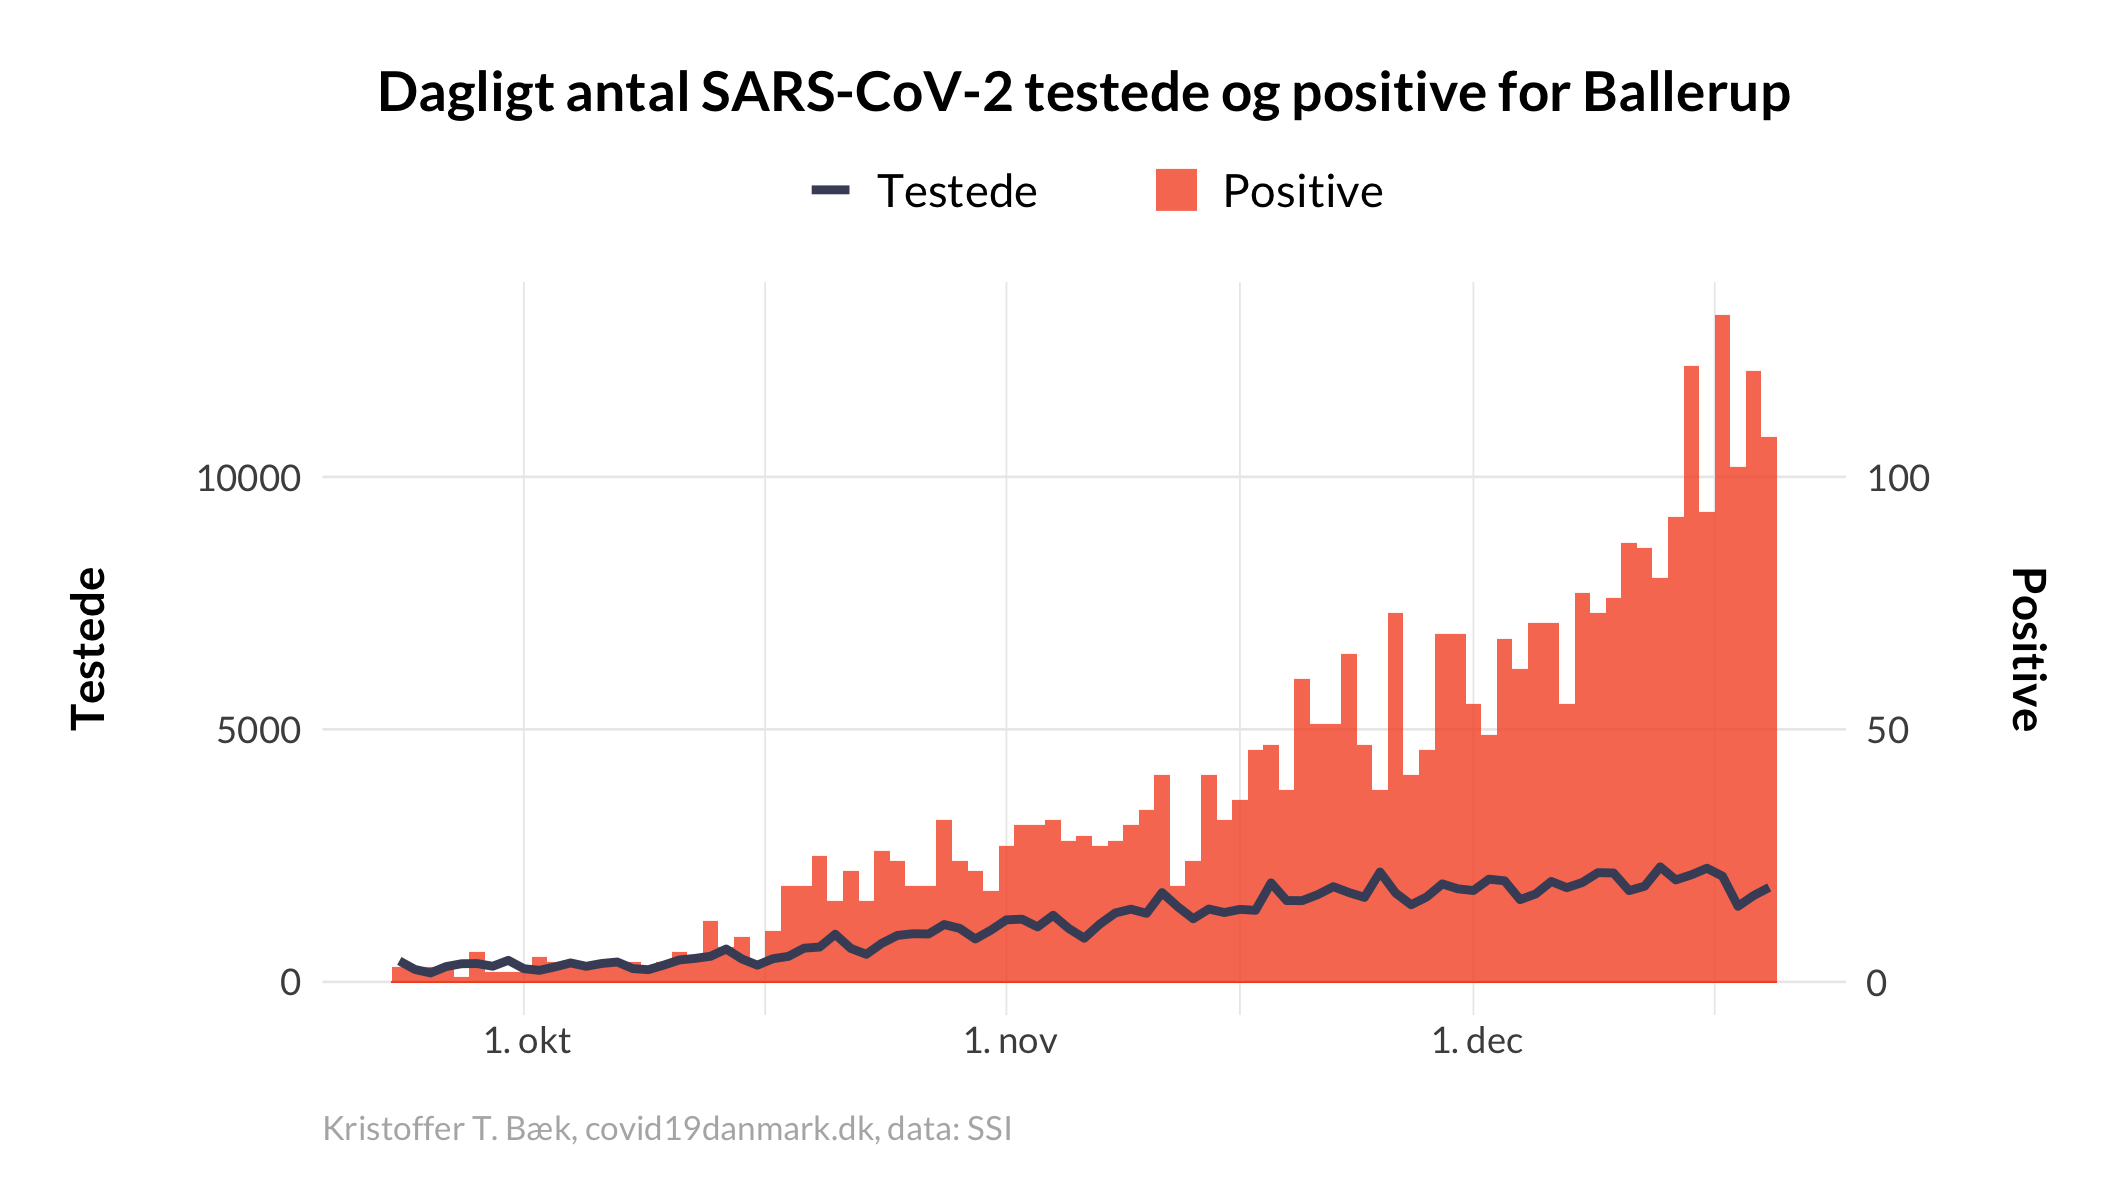 Dagligt antal SARS-CoV-2 testede og positive for Ballerup
Testede
Positive
10000
5000
0
100
50
0
Testede
Positive
1. okt
1. nov
1. dec
Kristoffer T. Bæk, covid19danmark.dk, data: SSI